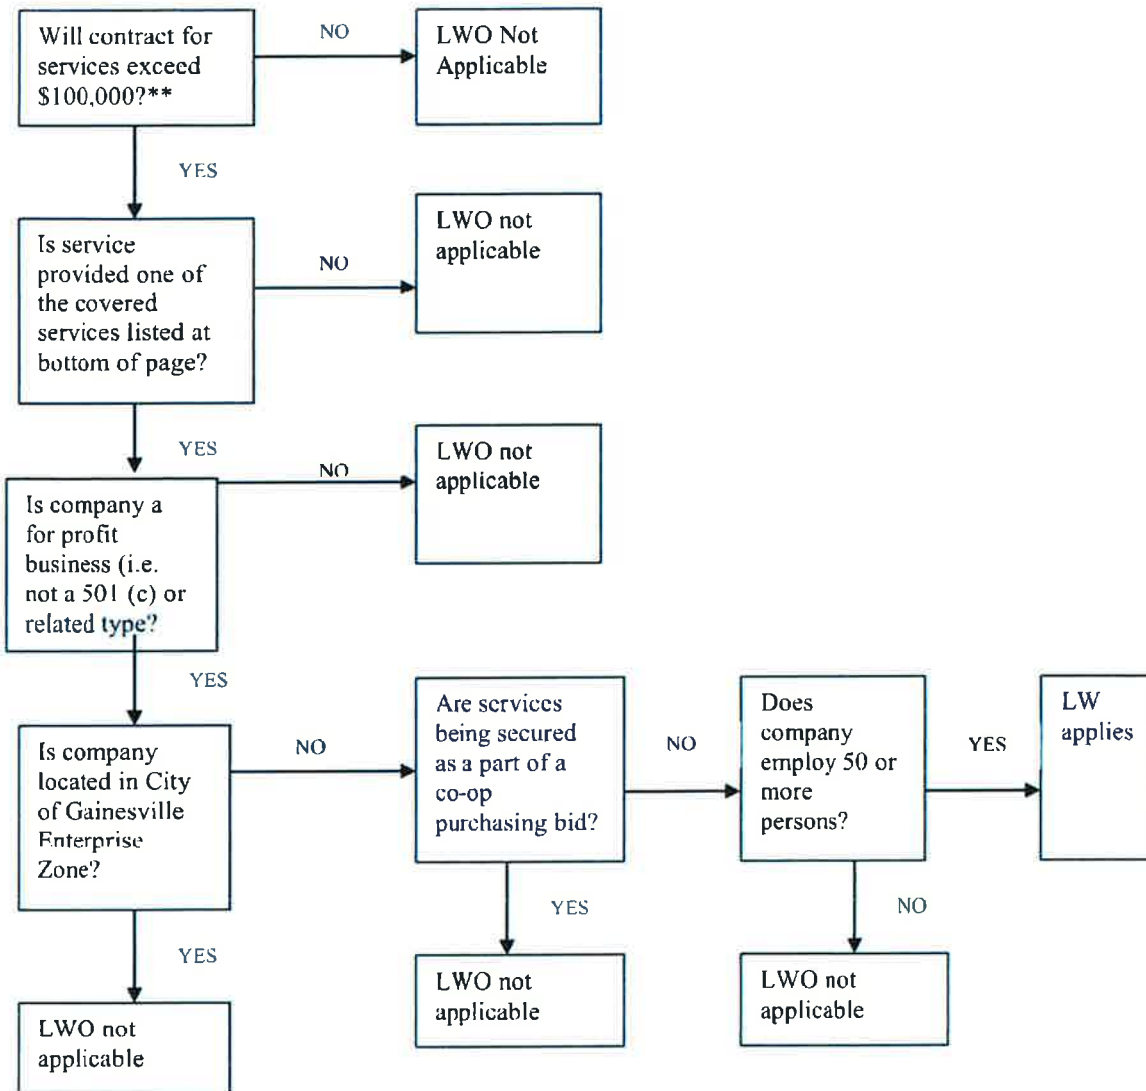 Will contract for
services exceed
$100,000?**
NO
LWO Not
Applicable
YES
Is service
provided one of
the covered
services listed at
bottom of page?
NO
LWO not
applicable
YES
NO
LWO not
applicable
Is company a
for profit
business (i.e.
not a 501 (c) or
related type?
YES
Is company
located in City
of Gainesville
Enterprise
Zone?
NO
Are services
being secured
as a part of a
co-op
purchasing bid?
NO
Does
company
employ 50 or
more
persons?
YES
LW
applies
YES
LWO not
applicable
YES
LWO not
applicable
NO
LWO not
applicable